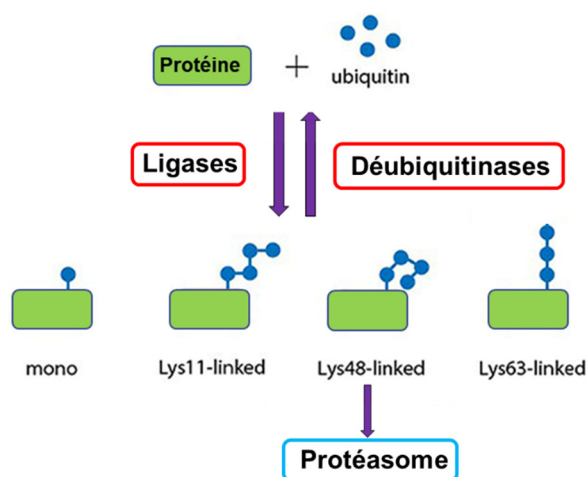 Protéine
+
ubiquitin
Ligases
Déubiquitinases
mono
Lys11-linked
Lys48-linked
Lys63-linked
Protéasome